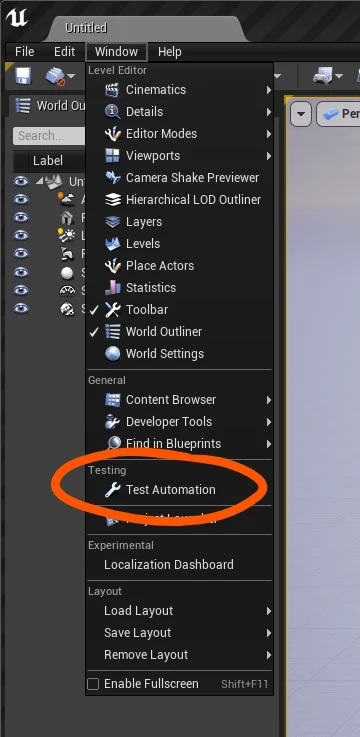 Untitled
File Edit Window Help
Level Editor
World Ou
Cinematics
Per
Details
Search...
Editor Modes
Viewports
Label
Camera Shake Previewer
Unt
Hierarchical LOD Outliner
Layers
Levels
Place Actors
Statistics
Toolbar
World Outliner
World Settings
General
Content Browser
Developer Tools
Find in Blueprints
Testing
Test Automation
Experimental
Localization Dashboard
Layout
Load Layout
Save Layout
Remove Layout
Enable Fullscreen Shift+F11